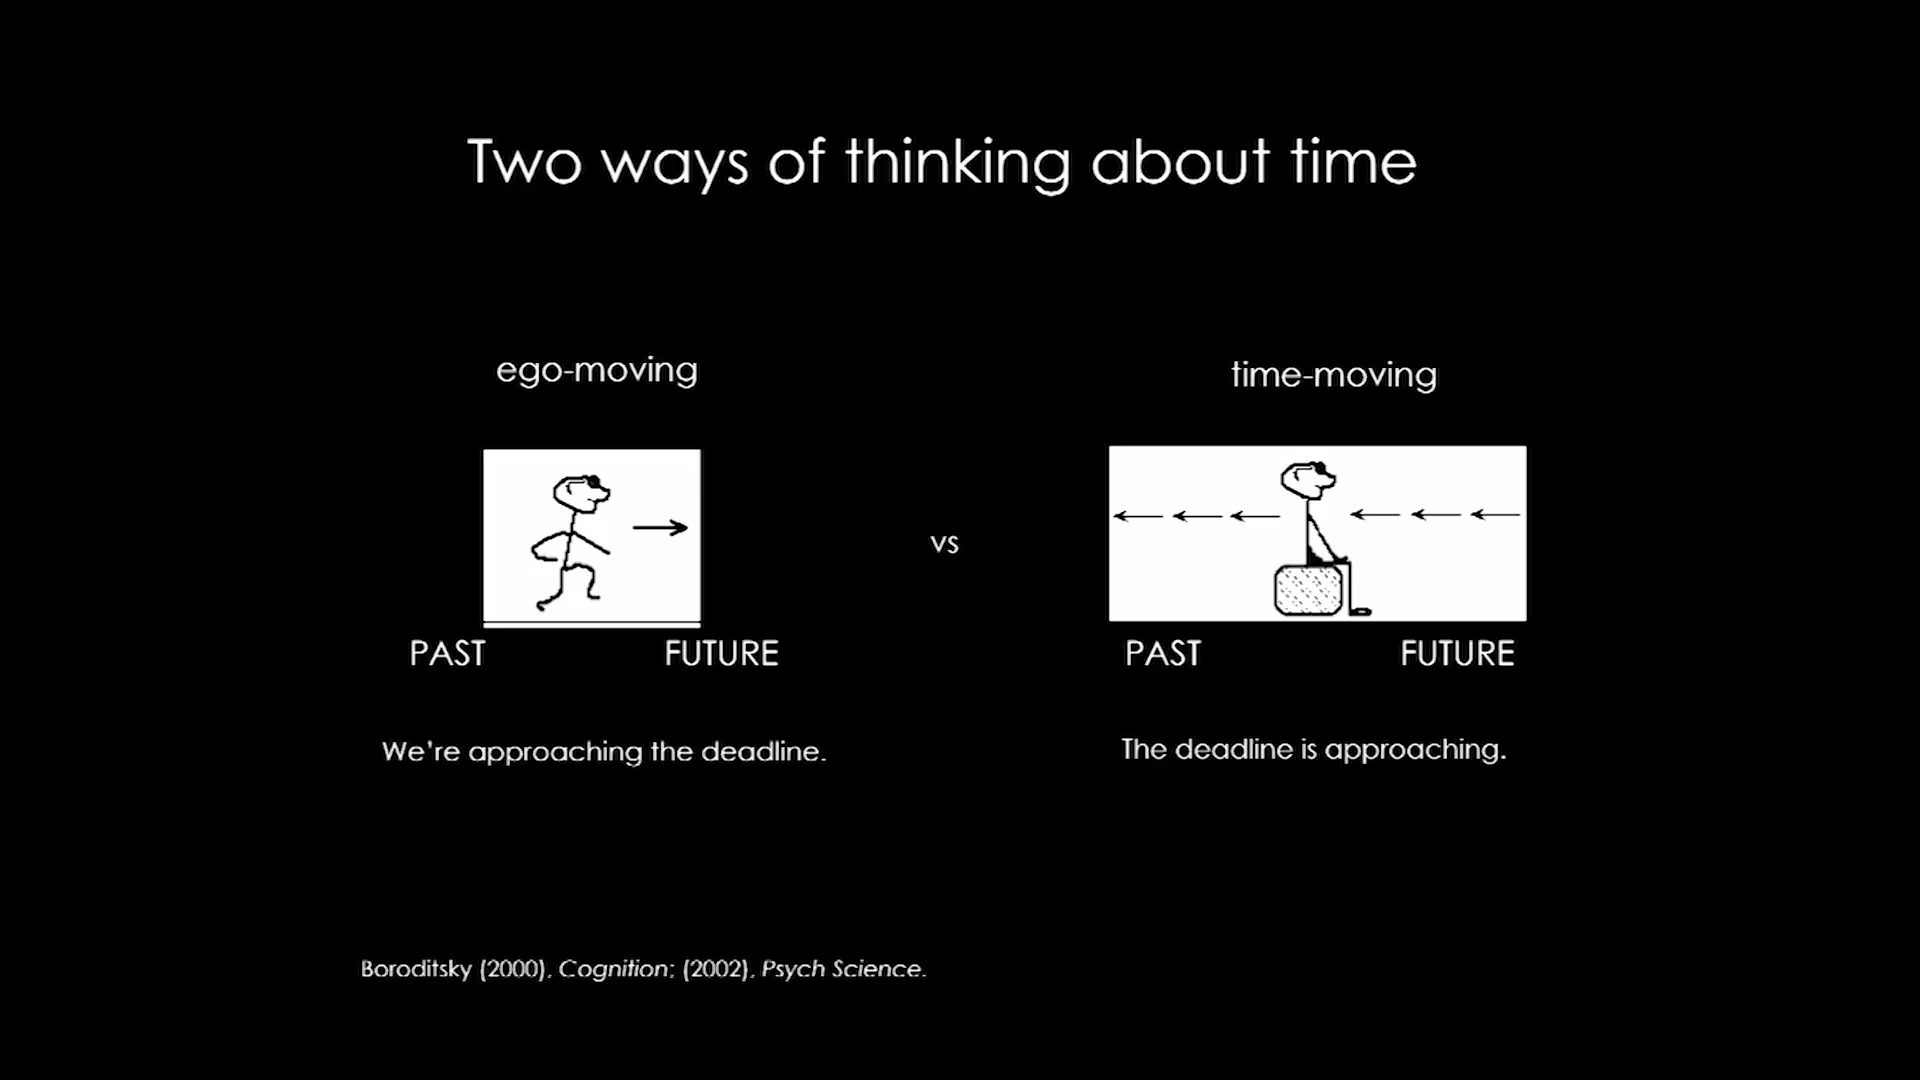 Two ways of thinking about time
ego-moving
time-moving
vs
PAST
FUTURE
PAST
FUTURE
We're approaching the deadline.
The deadline is approaching.
Boroditsky (2000), Cognition; (2002), Psych Science.